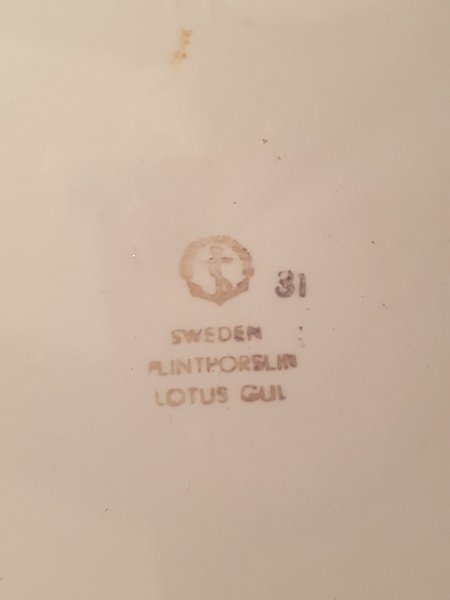 31
SWEDEN
FLINTPORSLIN
LOTUS GUL